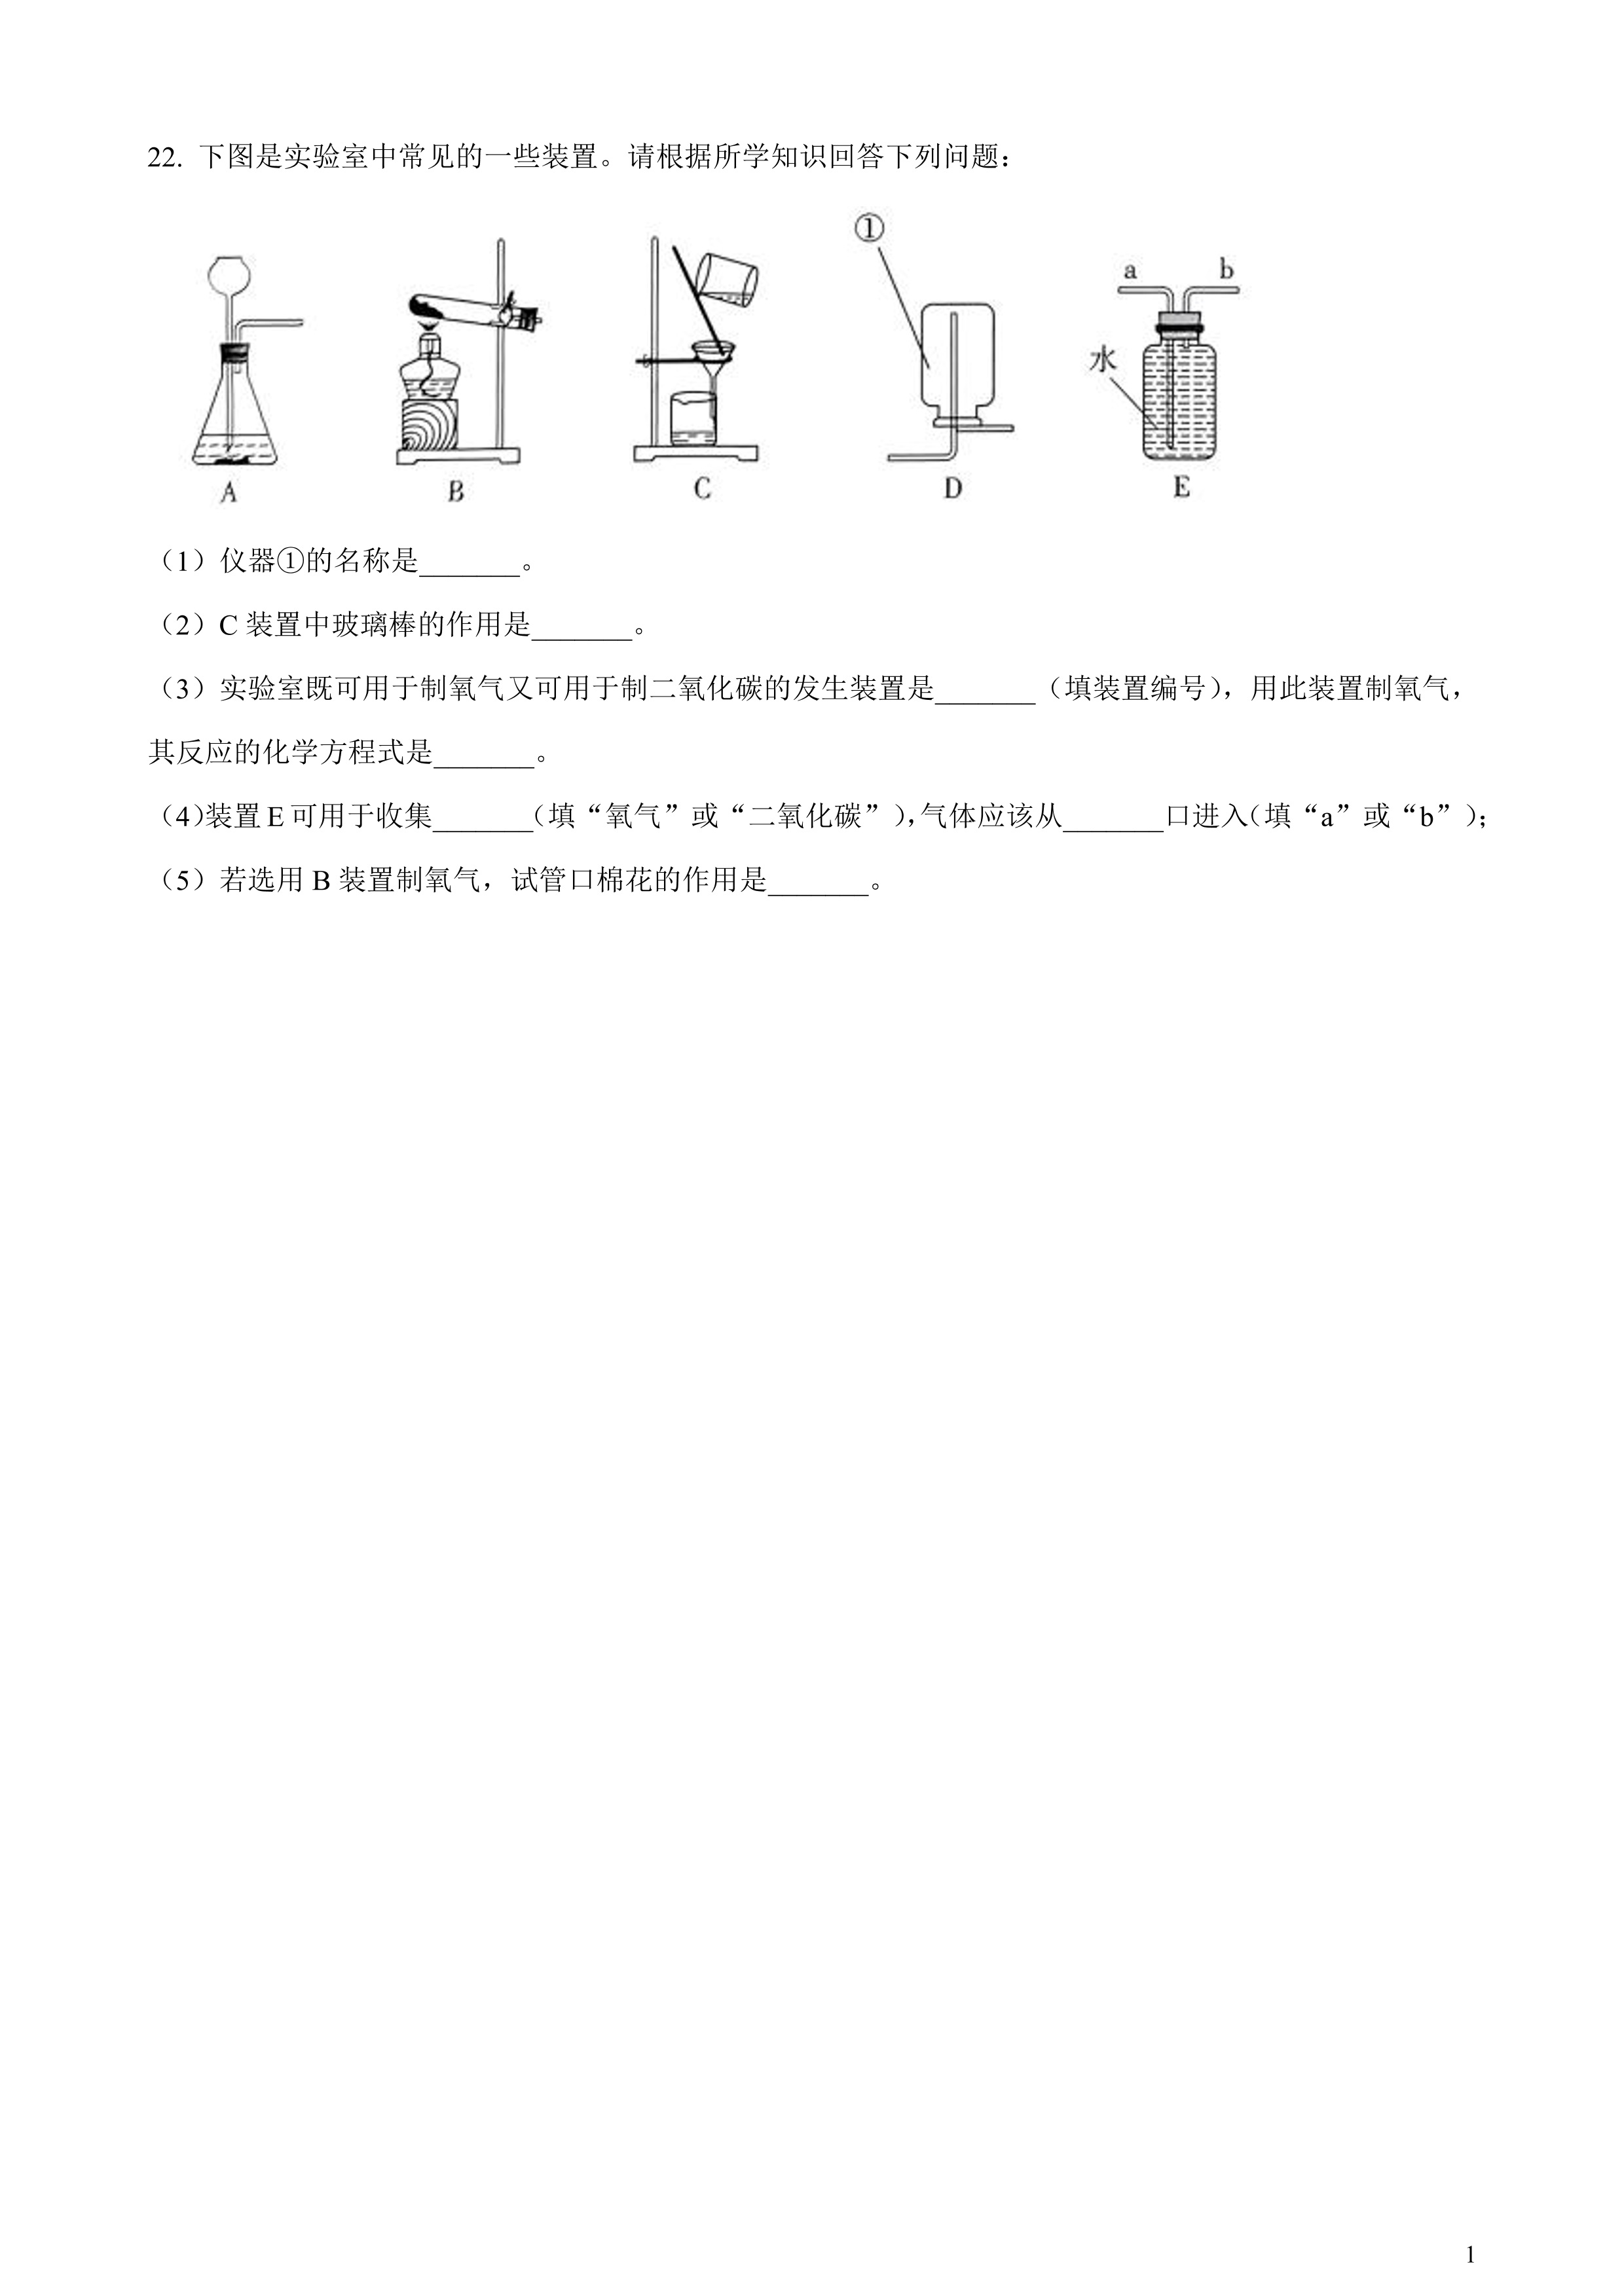 22. 下图是实验室中常见的一些装置。请根据所学知识回答下列问题：
①
a b
水
A B C D E
（1）仪器①的名称是_______。
（2）C 装置中玻璃棒的作用是_______。
（3）实验室既可用于制氧气又可用于制二氧化碳的发生装置是_______（填装置编号），用此装置制氧气，
其反应的化学方程式是_______。
（4）装置 E 可用于收集_______（填“氧气”或“二氧化碳”），气体应该从_______口进入（填“a”或“b”）；
（5）若选用 B 装置制氧气，试管口棉花的作用是_______。
1